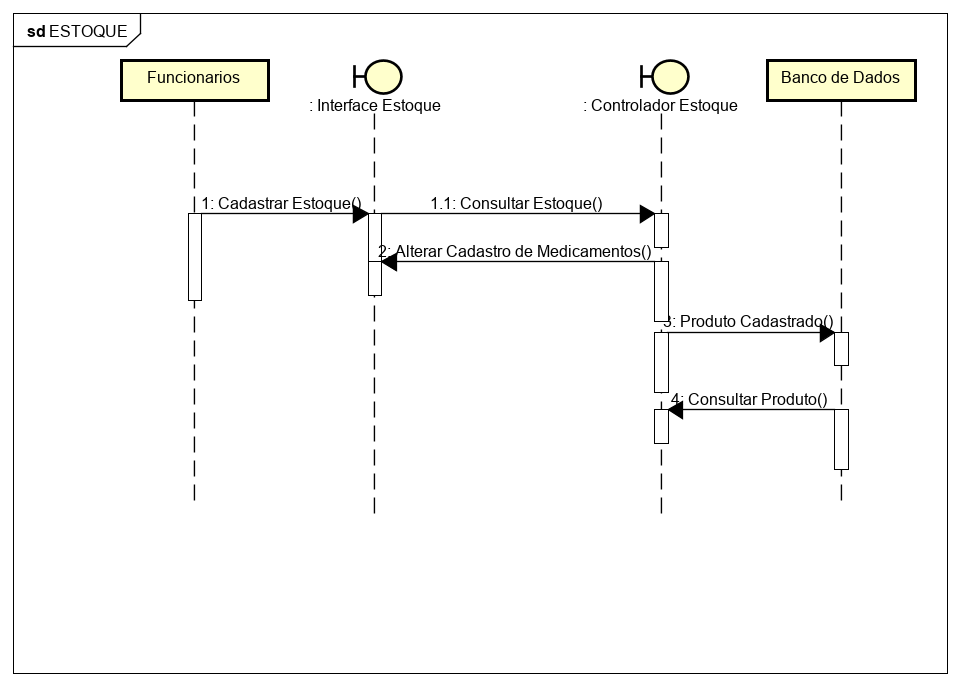 sd ESTOQUE
Funcionarios
: Interface Estoque
: Controlador Estoque
Banco de Dados
1: Cadastrar Estoque()
1.1: Consultar Estoque()
2: Alterar Cadastro de Medicamentos()
3: Produto Cadastrado()
4: Consultar Produto()